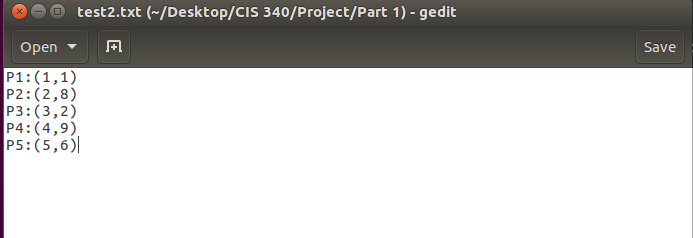 test2.txt (~/Desktop/CIS 340/Project/Part 1) - gedit
Open
Save
P1:(1,1)
P2:(2,8)
P3:(3,2)
P4:(4,9)
P5:(5,6)